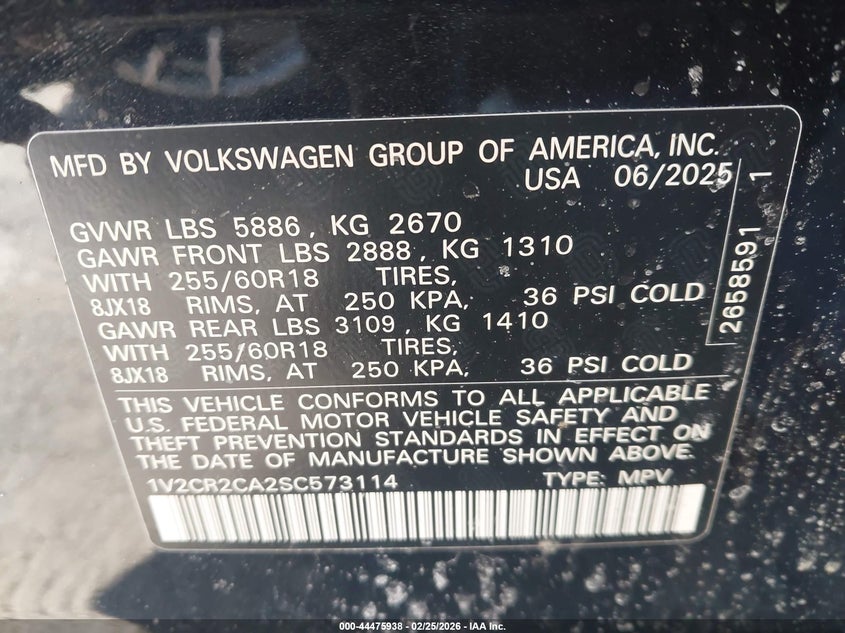 MFD BY VOLKSWAGEN GROUP OF AMERICA, INC.
USA 06/2025
GVWR LBS 5886, KG 2670
GAWR FRONT LBS 2888, KG 1310
WITH 255/60R18 TIRES,
8JX18 RIMS, AT 250 KPA, 36 PSI COLD
GAWR REAR LBS 3109, KG 1410
WITH 255/60R18 TIRES,
8JX18 RIMS, AT 250 KPA, 36 PSI COLD
2658591 1
THIS VEHICLE CONFORMS TO ALL APPLICABLE
U.S. FEDERAL MOTOR VEHICLE SAFETY AND
THEFT PREVENTION STANDARDS IN EFFECT ON
THE DATE OF MANUFACTURE SHOWN ABOVE.
1V2CR2CA2SC573114 TYPE: MPV
000-44475938 - 02/25/2026 - IAA Inc.